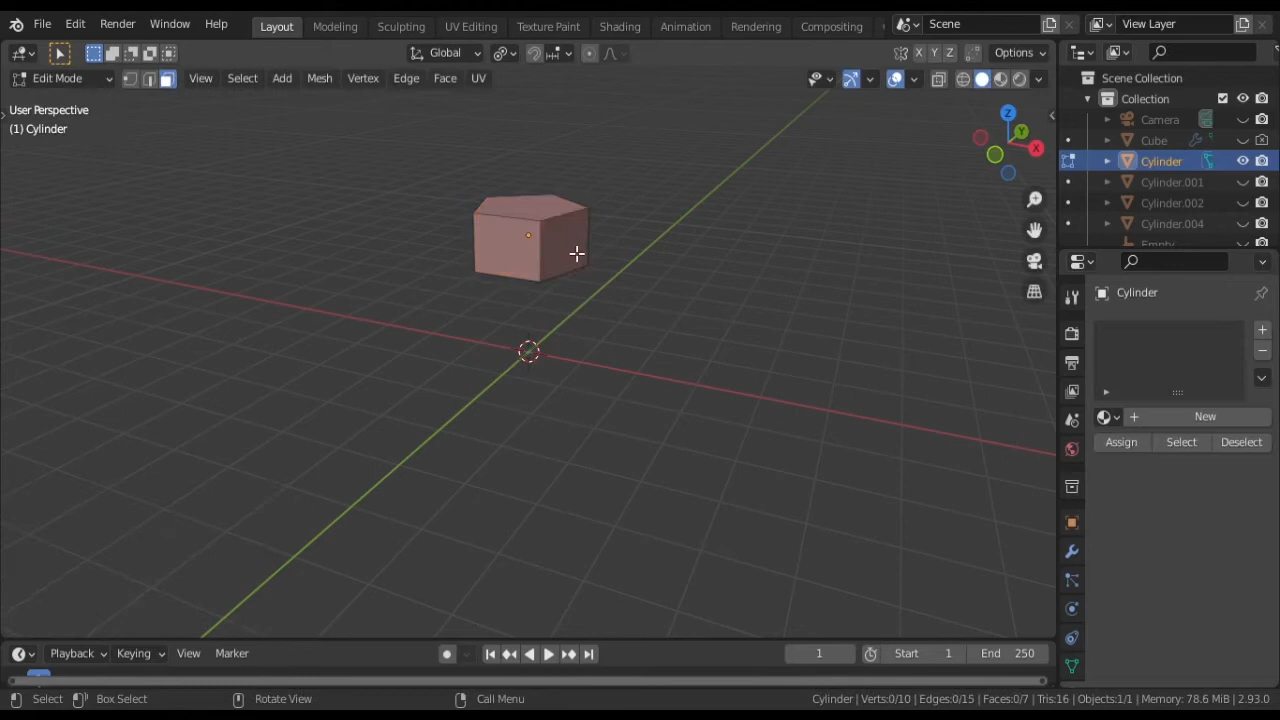 File Edit Render Window Help Layout Modeling Sculpting UV Editing Texture Paint Shading Animation Rendering Compositing Scene View Layer
Global X Y Z Options
Edit Mode View Select Add Mesh Vertex Edge Face UV
User Perspective
(1) Cylinder
Z
Y
X
Scene Collection
Collection
Camera
Cube
Cylinder
Cylinder.001
Cylinder.002
Cylinder.004
Empty
Cylinder
New
Assign Select Deselect
Playback Keying View Marker 1 Start 1 End 250
Select Box Select Rotate View Call Menu Cylinder | Verts:0/10 | Edges:0/15 | Faces:0/7 | Tris:16 | Objects:1/1 | Memory: 78.6 MiB | 2.93.0